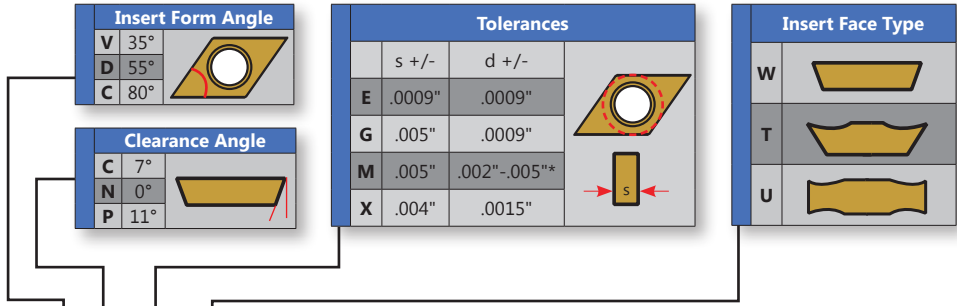 Insert Form Angle
V 35°
D 55°
C 80°
Clearance Angle
C 7°
N 0°
P 11°
Tolerances
s +/- d +/-
E .0009" .0009"
G .005" .0009"
M .005" .002"-.005"*
X .004" .0015"
s
Insert Face Type
W
T
U